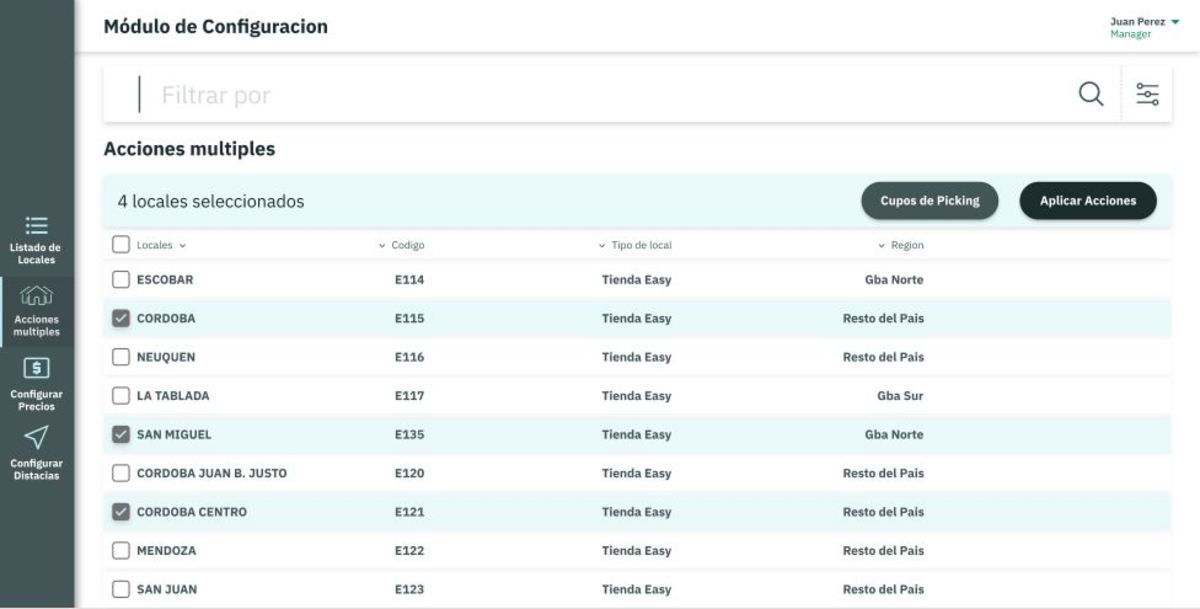 Módulo de Configuracion
Juan Perez
Manager
Filtrar por
Acciones multiples
4 locales seleccionados
Cupos de Picking
Aplicar Acciones
Listado de
Locales
Acciones
multiples
Configurar
Precios
Configurar
Distacias
Locales Codigo Tipo de local Region
ESCOBAR E114 Tienda Easy Gba Norte
CORDOBA E115 Tienda Easy Resto del Pais
NEUQUEN E116 Tienda Easy Resto del Pais
LA TABLADA E117 Tienda Easy Gba Sur
SAN MIGUEL E135 Tienda Easy Gba Norte
CORDOBA JUAN B. JUSTO E120 Tienda Easy Resto del Pais
CORDOBA CENTRO E121 Tienda Easy Resto del Pais
MENDOZA E122 Tienda Easy Resto del Pais
SAN JUAN E123 Tienda Easy Resto del Pais